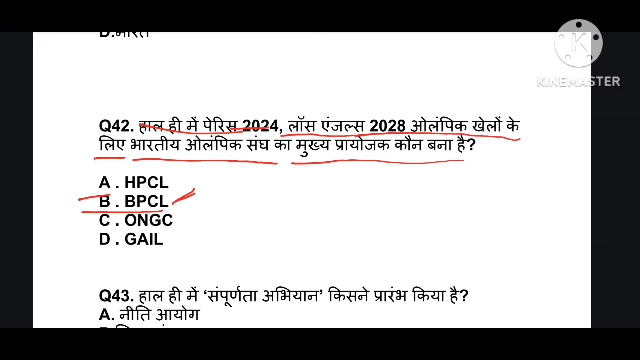 D.भारत
KINEMASTER
Q42. हाल ही में पेरिस 2024, लॉस एंजल्स 2028 ओलंपिक खेलों के
लिए भारतीय ओलंपिक संघ का मुख्य प्रायोजक कौन बना है?
A . HPCL
B . BPCL
C . ONGC
D . GAIL
Q43. हाल ही में ‘संपूर्णता अभियान’ किसने प्रारंभ किया है?
A. नीति आयोग